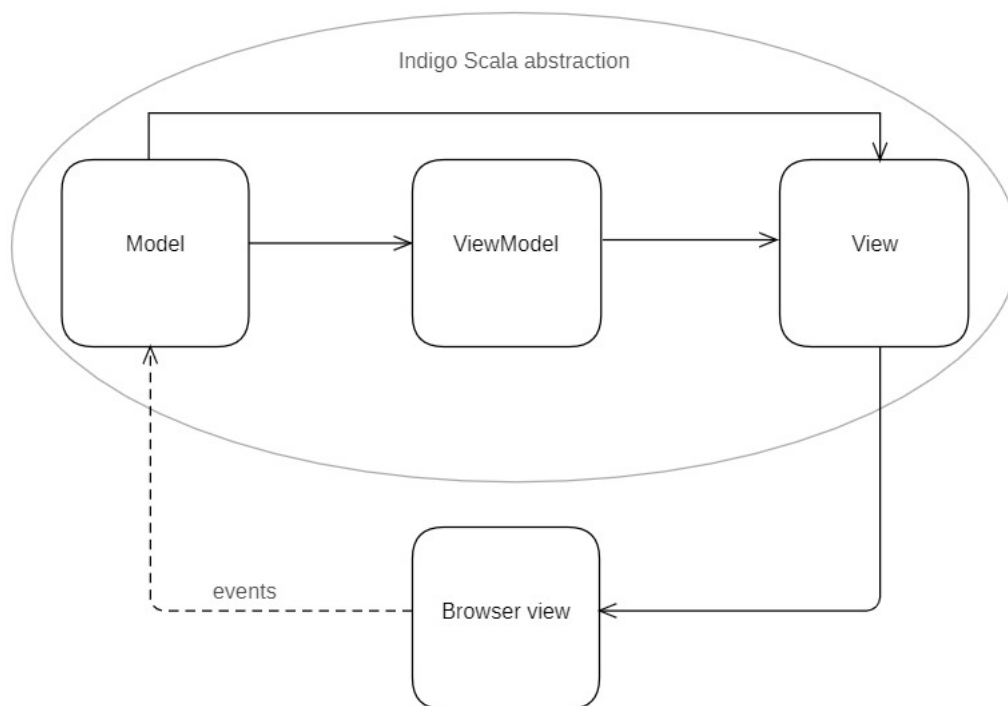 Indigo Scala abstraction
Model
ViewModel
View
events
Browser view